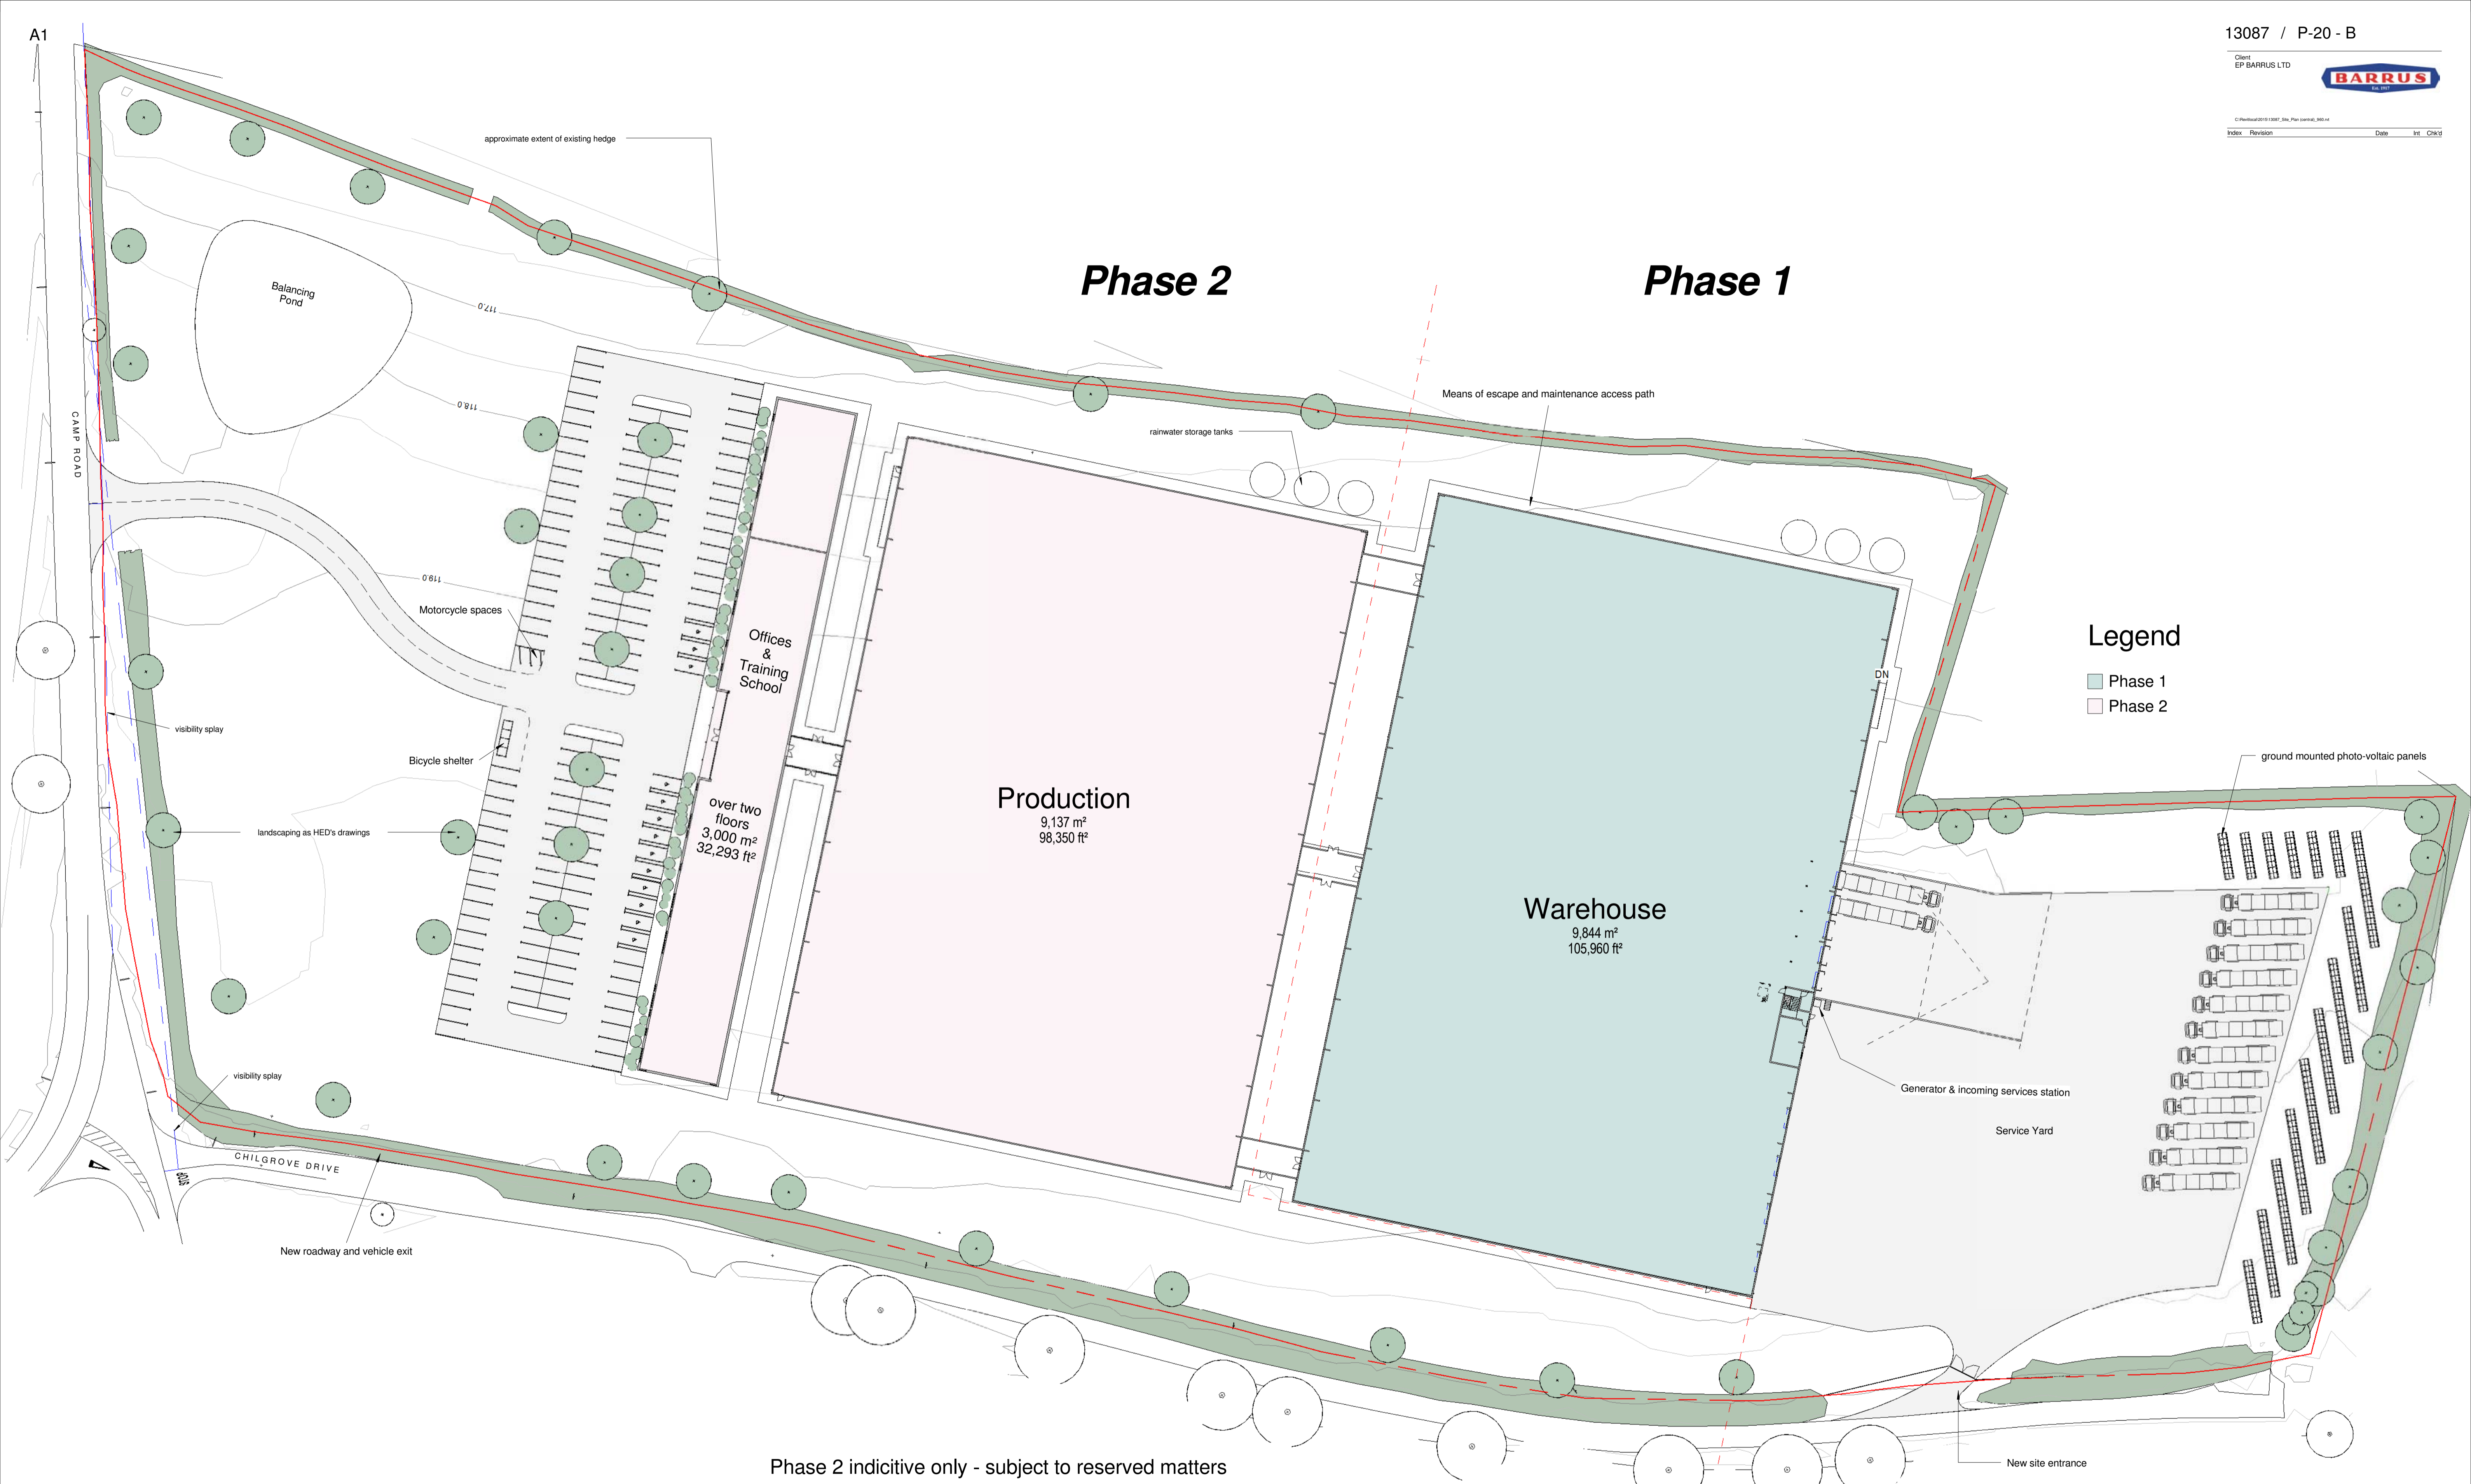 A1
13087 / P-20 - B
Client
EP BARRUS LTD
BARRUS
Est. 1917
Index Revision Date Int Chk'd
approximate extent of existing hedge
Phase 2
Phase 1
Balancing
Pond
117.0
118.0
119.0
CAMP ROAD
Means of escape and maintenance access path
rainwater storage tanks
Motorcycle spaces
Offices
&
Training
School
DN
Legend
Phase 1
Phase 2
visibility splay
Bicycle shelter
ground mounted photo-voltaic panels
Production
9,137 m²
98,350 ft²
over two
floors
3,000 m²
32,293 ft²
landscaping as HED's drawings
Warehouse
9,844 m²
105,960 ft²
visibility splay
Generator & incoming services station
Service Yard
CHILGROVE DRIVE
STOP
New roadway and vehicle exit
Phase 2 indicitive only - subject to reserved matters
New site entrance